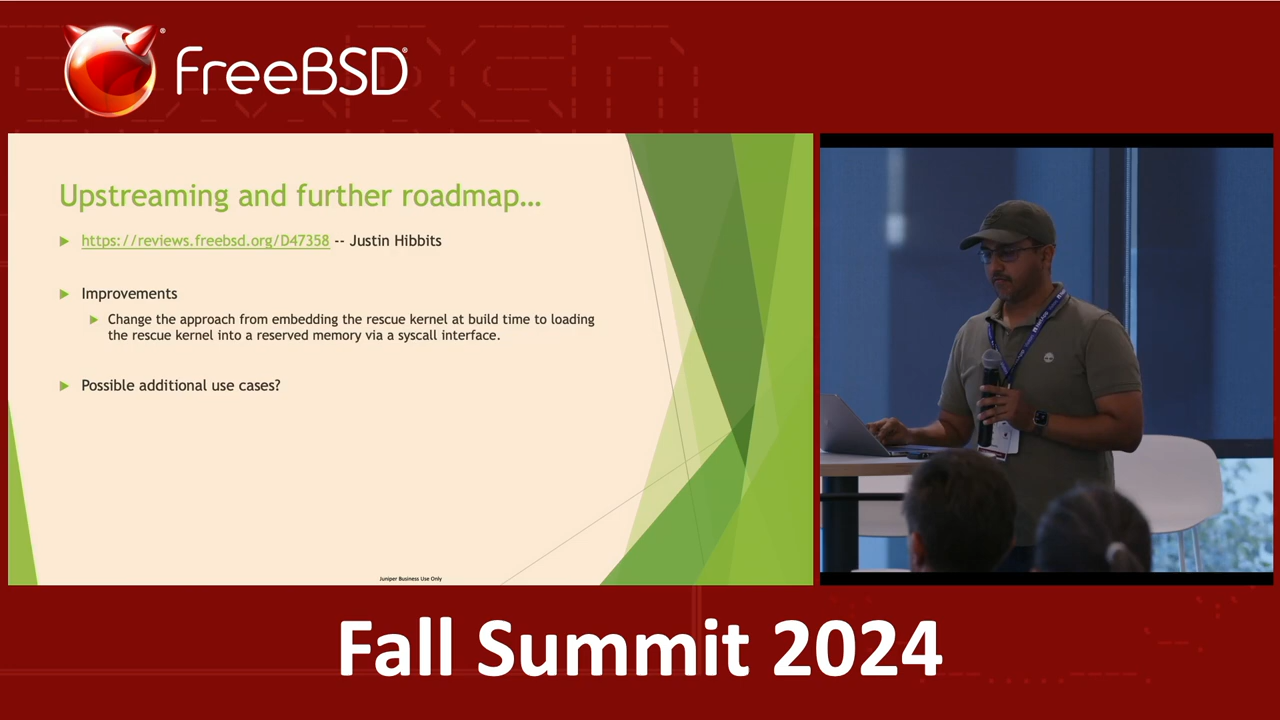 FreeBSD®
Upstreaming and further roadmap…
https://reviews.freebsd.org/D47358 -- Justin Hibbits
Improvements
Change the approach from embedding the rescue kernel at build time to loading
the rescue kernel into a reserved memory via a syscall interface.
Possible additional use cases?
Juniper Business Use Only
Fall Summit 2024